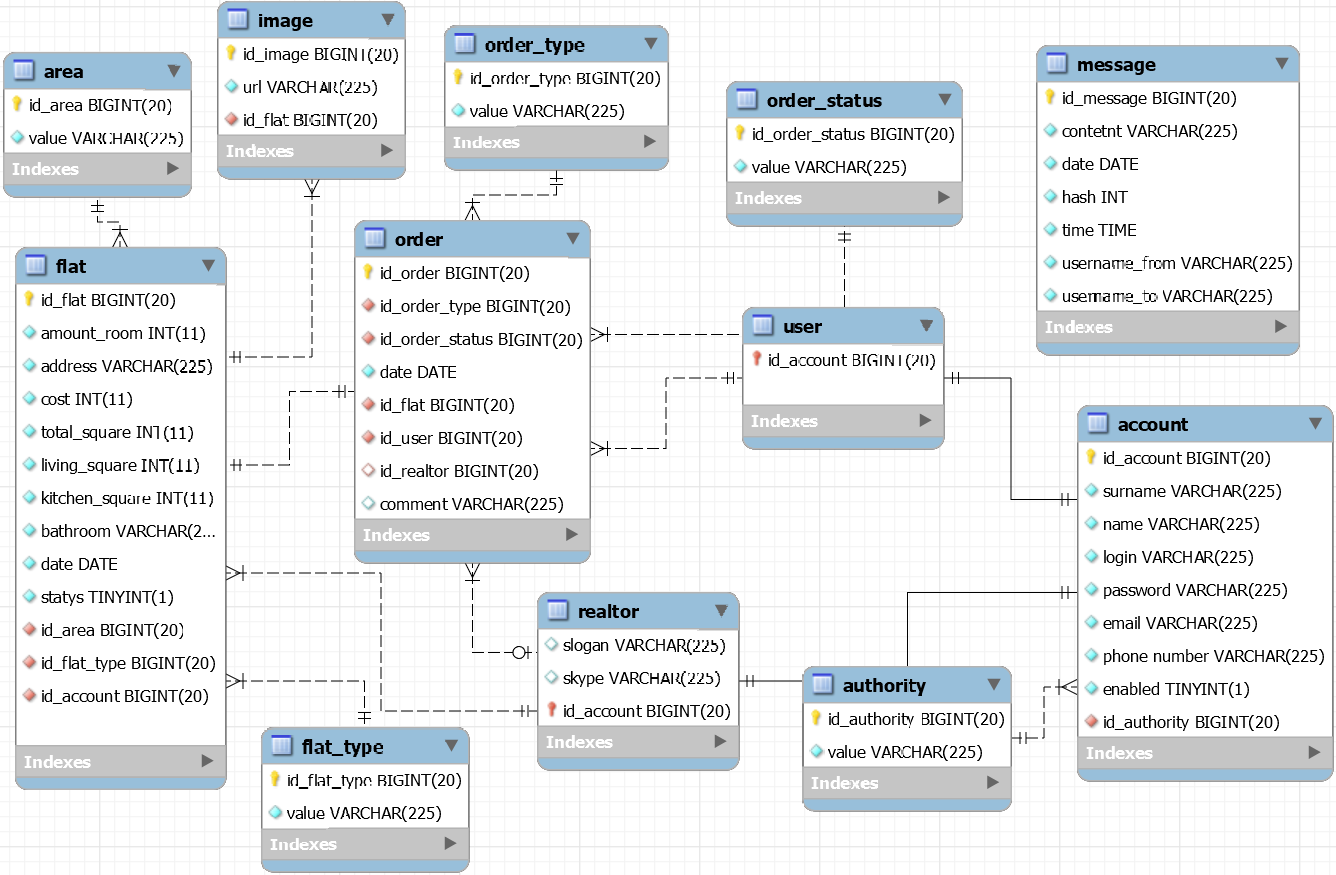 area
id_area BIGINT(20)
value VARCHAR(225)
Indexes
image
id_image BIGINT(20)
url VARCHAR(225)
id_flat BIGINT(20)
Indexes
order_type
id_order_type BIGINT(20)
value VARCHAR(225)
Indexes
order_status
id_order_status BIGINT(20)
value VARCHAR(225)
Indexes
message
id_message BIGINT(20)
contetnt VARCHAR(225)
date DATE
hash INT
time TIME
username_from VARCHAR(225)
username_to VARCHAR(225)
Indexes
flat
id_flat BIGINT(20)
amount_room INT(11)
address VARCHAR(225)
cost INT(11)
total_square INT(11)
living_square INT(11)
kitchen_square INT(11)
bathroom VARCHAR(2...
date DATE
statys TINYINT(1)
id_area BIGINT(20)
id_flat_type BIGINT(20)
id_account BIGINT(20)
Indexes
order
id_order BIGINT(20)
id_order_type BIGINT(20)
id_order_status BIGINT(20)
date DATE
id_flat BIGINT(20)
id_user BIGINT(20)
id_realtor BIGINT(20)
comment VARCHAR(225)
Indexes
user
id_account BIGINT(20)
Indexes
account
id_account BIGINT(20)
surname VARCHAR(225)
name VARCHAR(225)
login VARCHAR(225)
password VARCHAR(225)
email VARCHAR(225)
phone number VARCHAR(225)
enabled TINYINT(1)
id_authority BIGINT(20)
Indexes
realtor
slogan VARCHAR(225)
skype VARCHAR(225)
id_account BIGINT(20)
Indexes
authority
id_authority BIGINT(20)
value VARCHAR(225)
Indexes
flat_type
id_flat_type BIGINT(20)
value VARCHAR(225)
Indexes